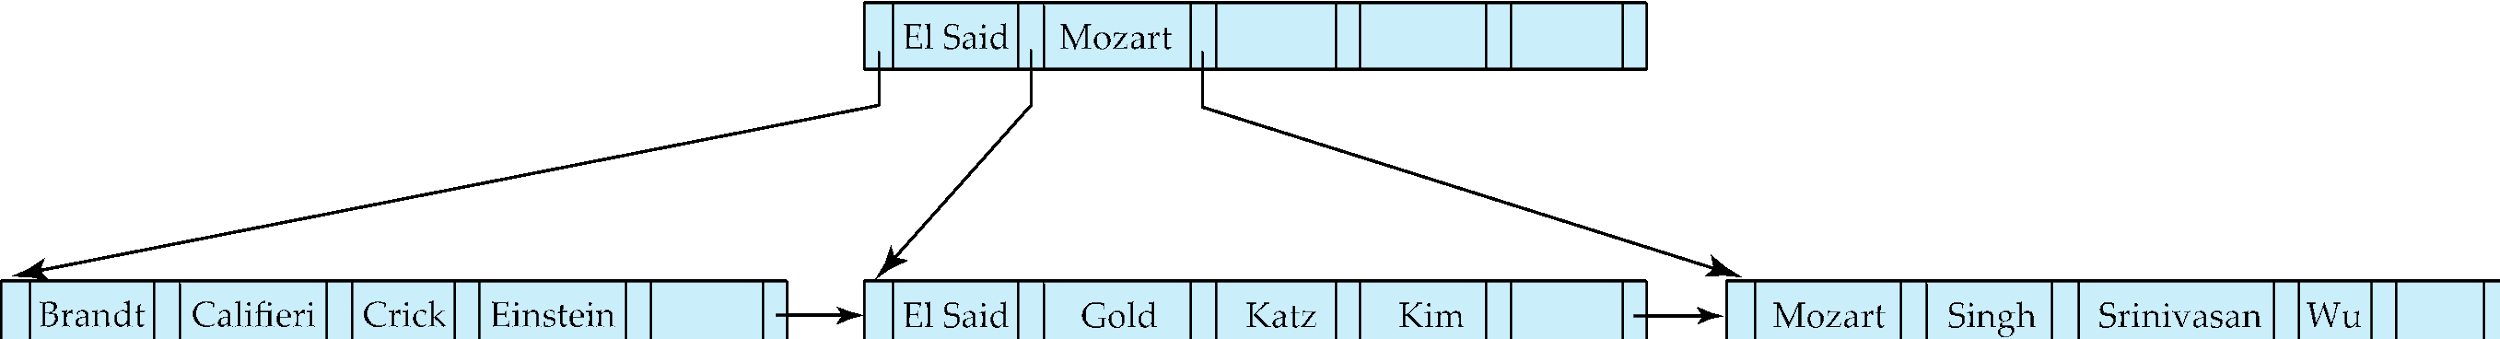 El Said Mozart
Brandt Califieri Crick Einstein El Said Gold Katz Kim Mozart Singh Srinivasan Wu